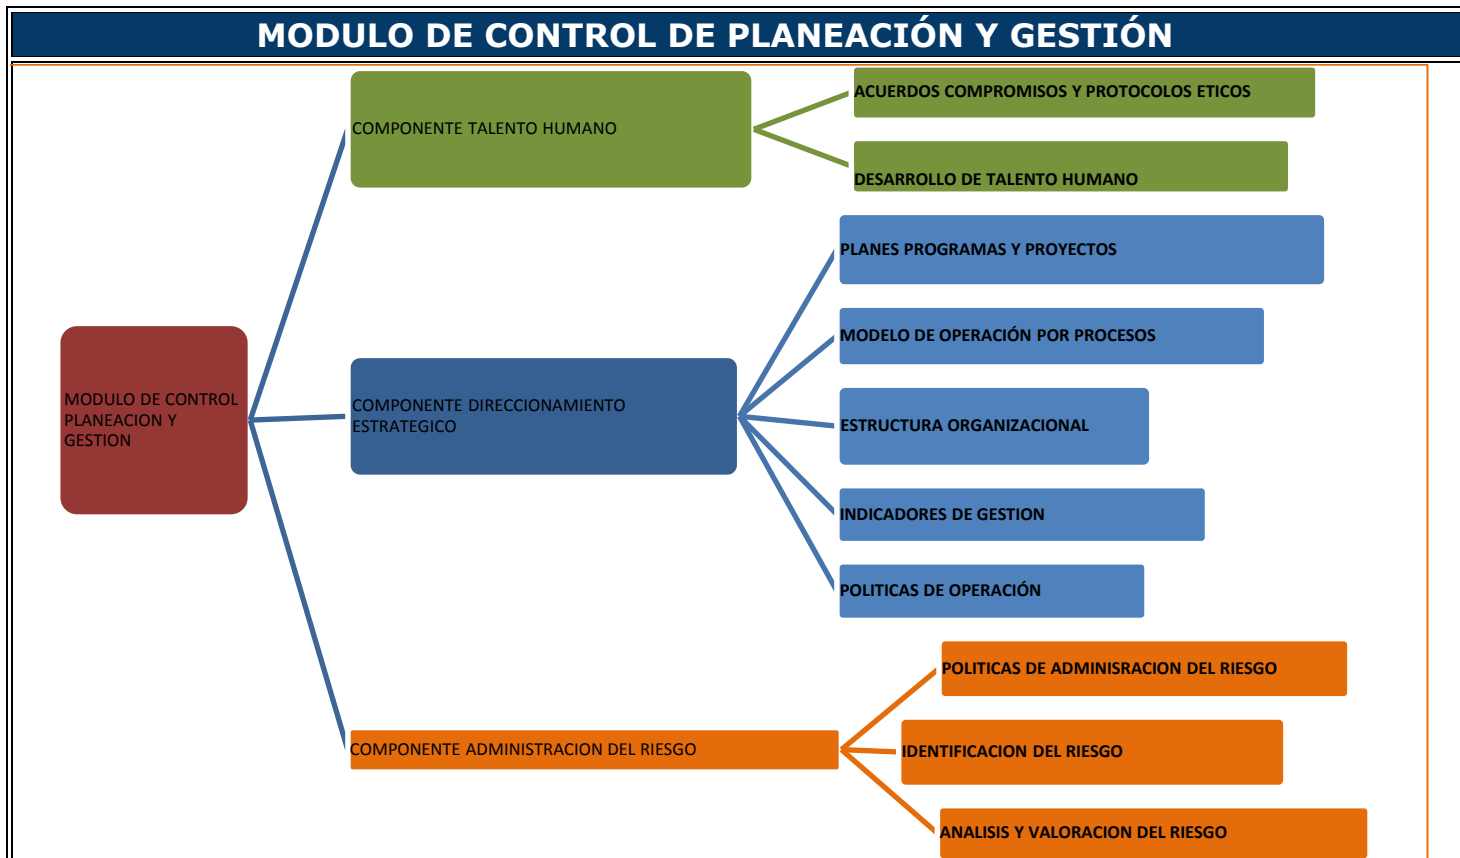 MODULO DE CONTROL DE PLANEACIÓN Y GESTIÓN
ACUERDOS COMPROMISOS Y PROTOCOLOS ETICOS
COMPONENTE TALENTO HUMANO
DESARROLLO DE TALENTO HUMANO
PLANES PROGRAMAS Y PROYECTOS
MODELO DE OPERACIÓN POR PROCESOS
MODULO DE CONTROL
PLANEACION Y
GESTION
COMPONENTE DIRECCIONAMIENTO
ESTRATEGICO
ESTRUCTURA ORGANIZACIONAL
INDICADORES DE GESTION
POLITICAS DE OPERACIÓN
POLITICAS DE ADMINISRACION DEL RIESGO
COMPONENTE ADMINISTRACION DEL RIESGO
IDENTIFICACION DEL RIESGO
ANALISIS Y VALORACION DEL RIESGO